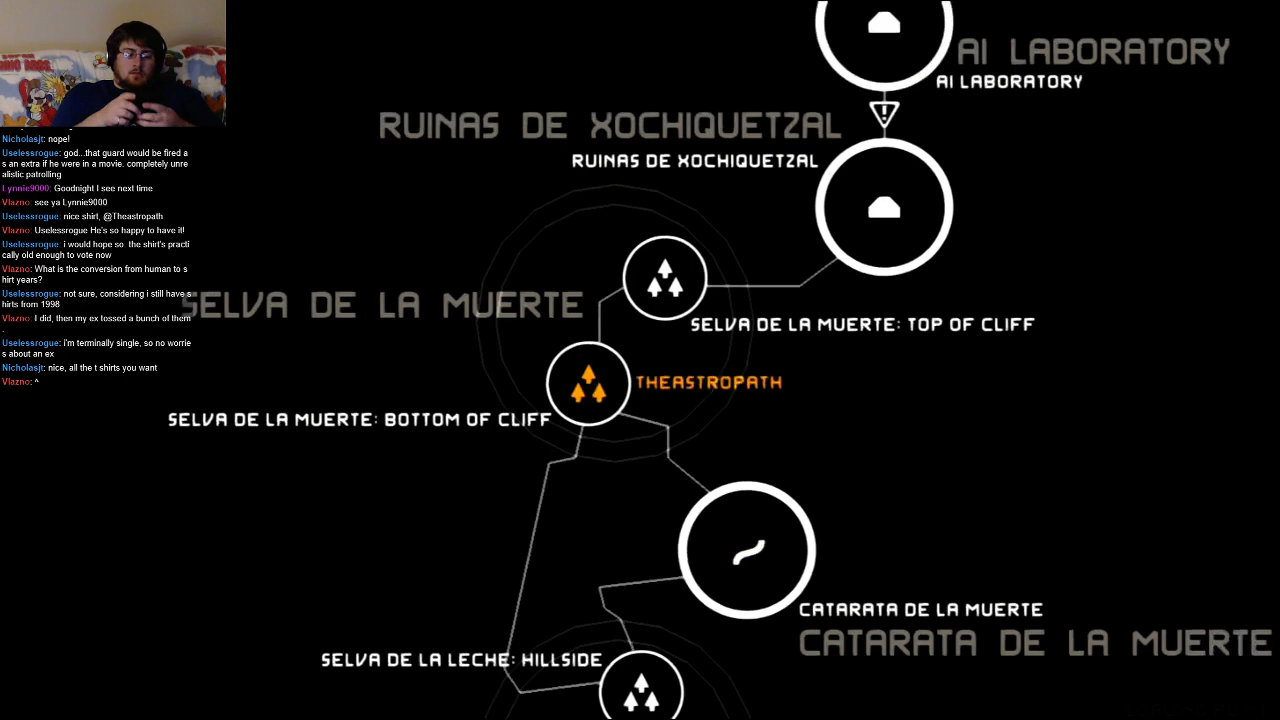 AI LABORATORY
AI LABORATORY
RUINAS DE XOCHIQUETZAL
RUINAS DE XOCHIQUETZAL
SELVA DE LA MUERTE
SELVA DE LA MUERTE: TOP OF CLIFF
THEASTROPATH
SELVA DE LA MUERTE: BOTTOM OF CLIFF
CATARATA DE LA MUERTE
CATARATA DE LA MUERTE
SELVA DE LA LECHE: HILLSIDE
Nicholasjt: nope!
Uselessrogue: god...that guard would be fired a
s an extra if he were in a movie. completely unre
alistic patrolling
Lynnie9000: Goodnight I see next time
Vlazno: see ya Lynnie9000
Uselessrogue: nice shirt, @Theastropath
Vlazno: Uselessrogue He's so happy to have it!
Uselessrogue: i would hope so. the shirt's practi
cally old enough to vote now
Vlazno: What is the conversion from human to s
hirt years?
Uselessrogue: not sure, considering i still have s
hirts from 1998
Vlazno: I did, then my ex tossed a bunch of them
.
Uselessrogue: i'm terminally single, so no worrie
s about an ex
Nicholasjt: nice, all the t shirts you want
Vlazno: ^